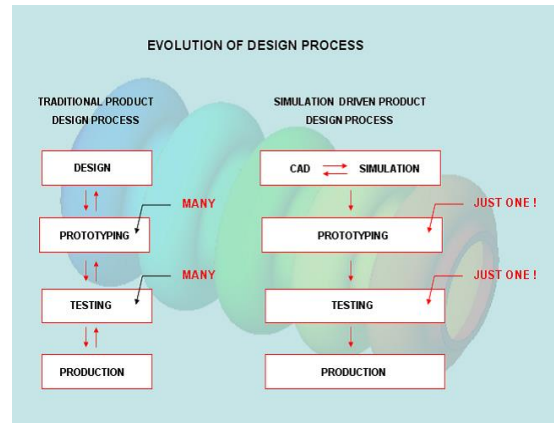 EVOLUTION OF DESIGN PROCESS
TRADITIONAL PRODUCT
DESIGN PROCESS
DESIGN
MANY
PROTOTYPING
MANY
TESTING
PRODUCTION
SIMULATION DRIVEN PRODUCT
DESIGN PROCESS
CAD SIMULATION
JUST ONE !
PROTOTYPING
JUST ONE !
TESTING
PRODUCTION